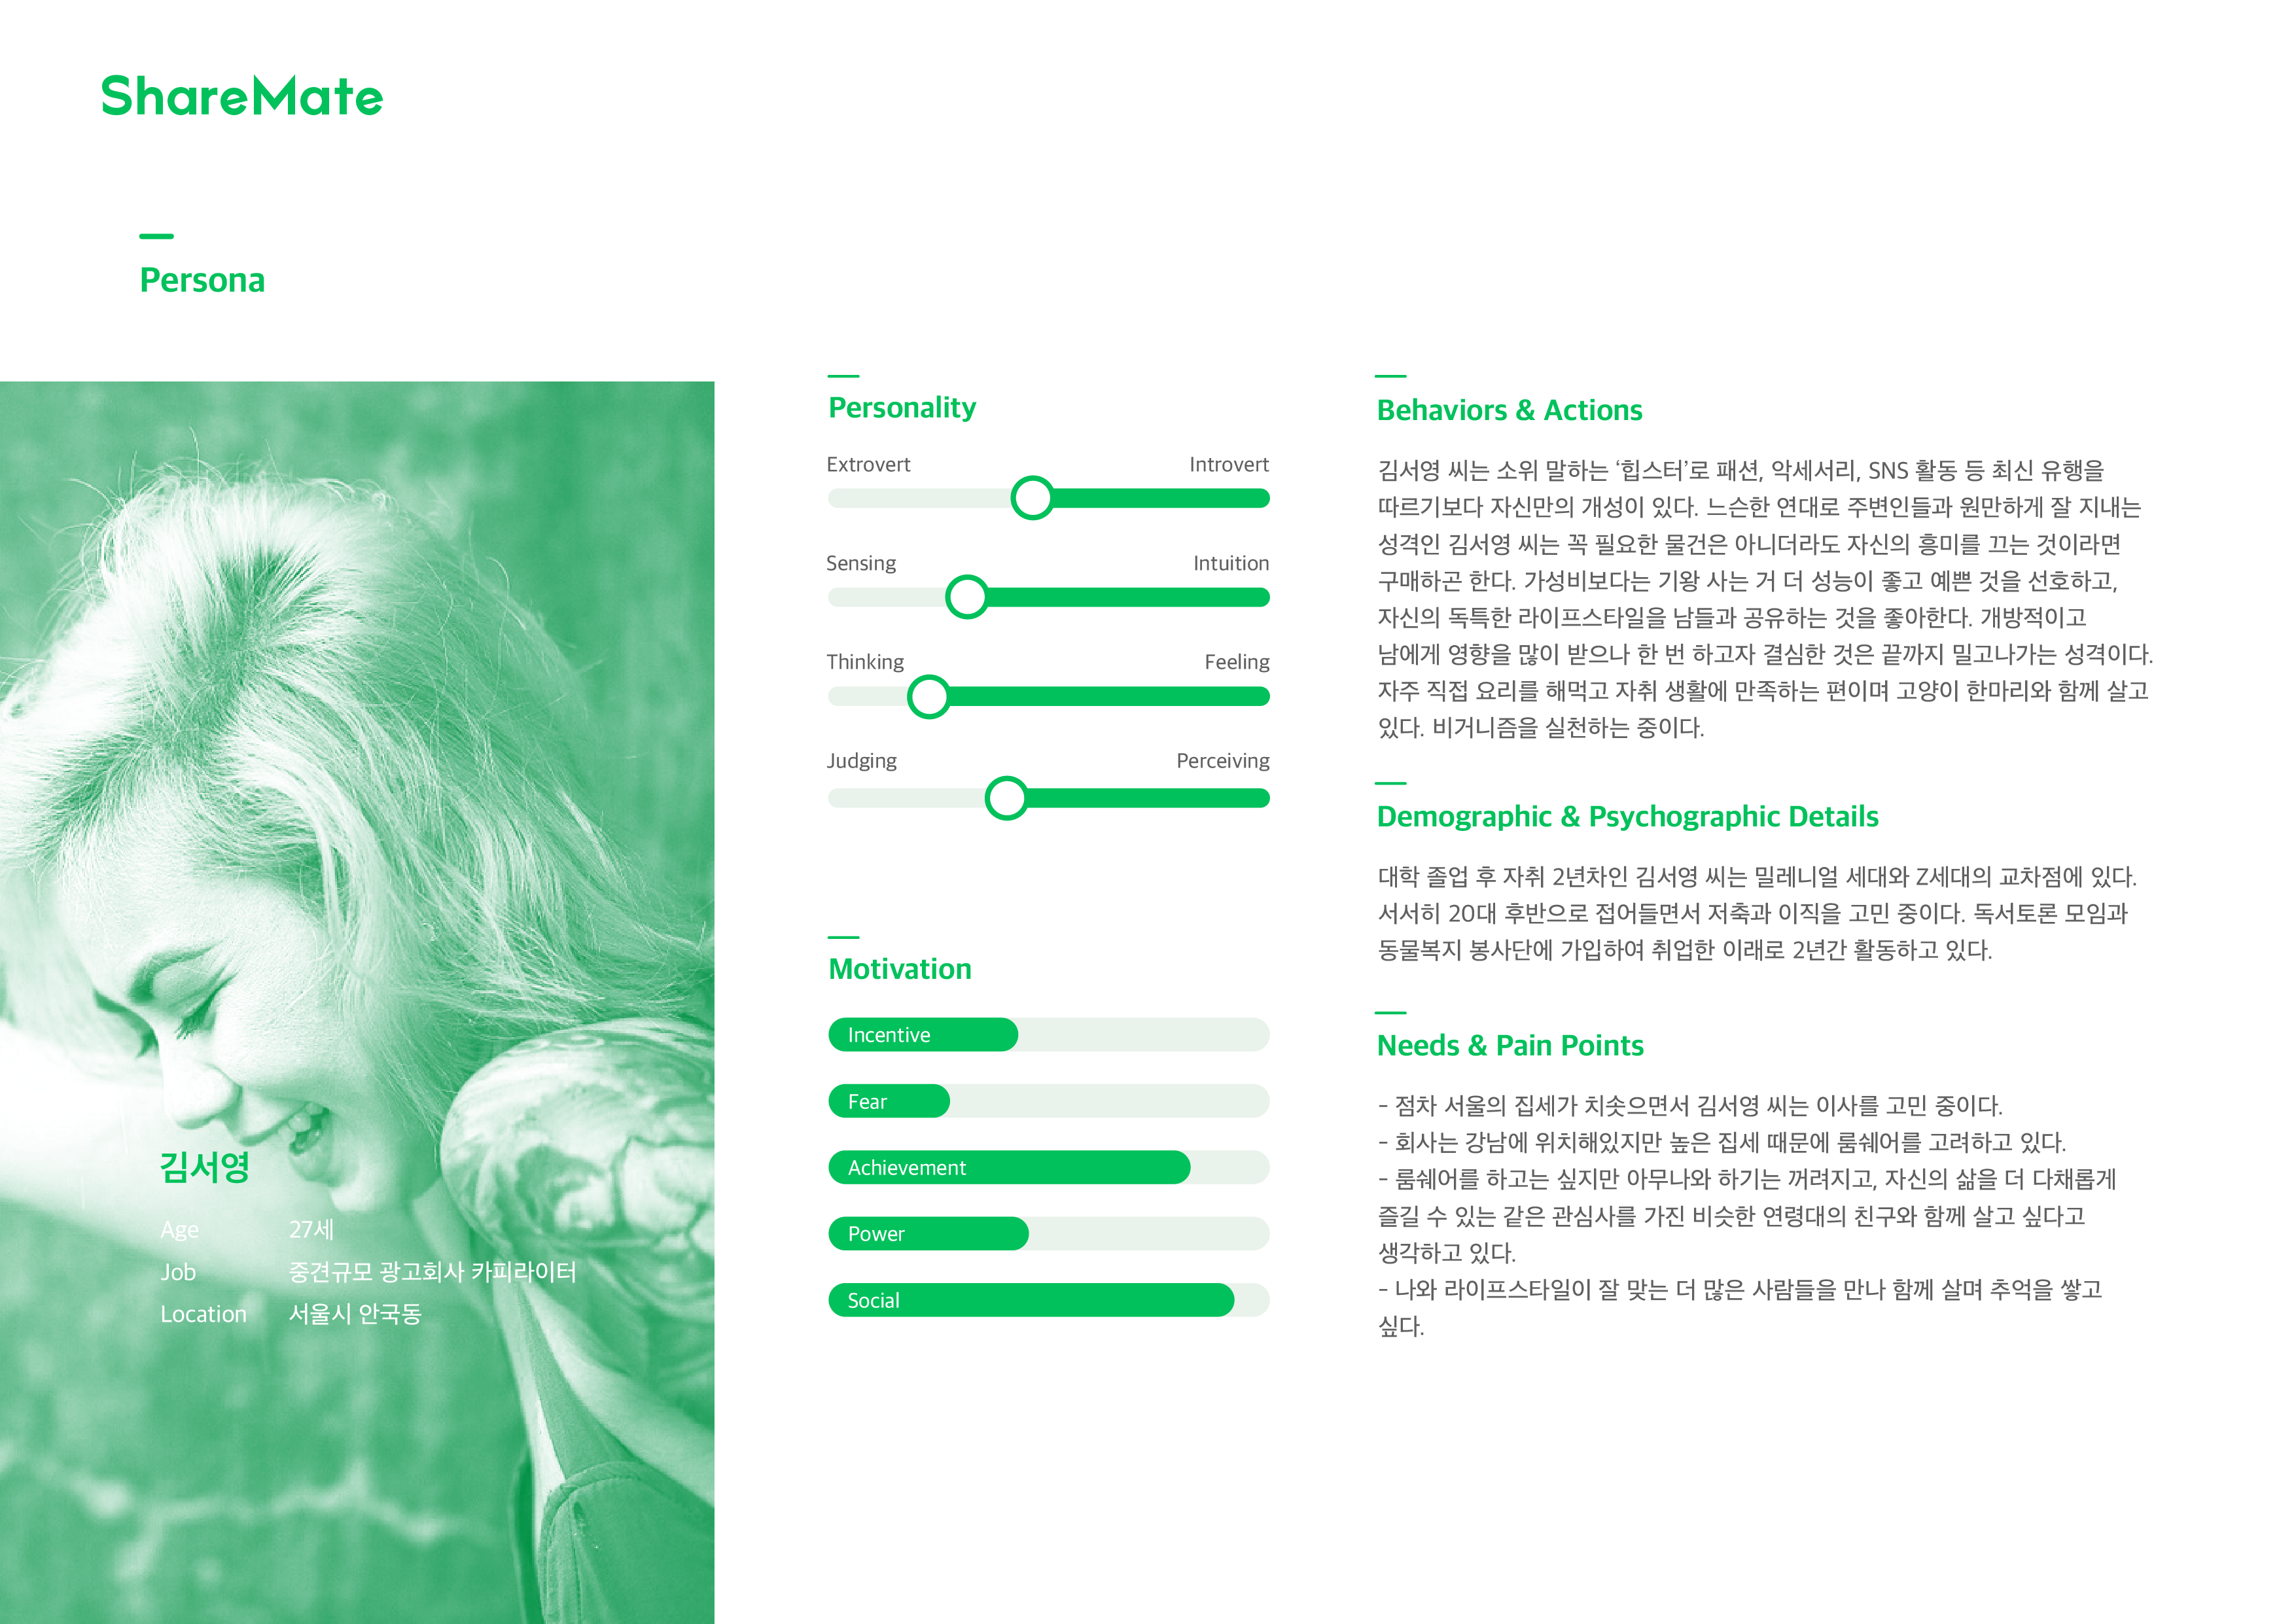 ShareMate
Persona
김서영
Age 27세
Job 중견규모 광고회사 카피라이터
Location 서울시 안국동
Personality
Extrovert Introvert
Sensing Intuition
Thinking Feeling
Judging Perceiving
Motivation
Incentive
Fear
Achievement
Power
Social
Behaviors & Actions
김서영 씨는 소위 말하는 ‘힙스터’로 패션, 악세서리, SNS 활동 등 최신 유행을
따르기보다 자신만의 개성이 있다. 느슨한 연대로 주변인들과 원만하게 잘 지내는
성격인 김서영 씨는 꼭 필요한 물건은 아니더라도 자신의 흥미를 끄는 것이라면
구매하곤 한다. 가성비보다는 기왕 사는 거 더 성능이 좋고 예쁜 것을 선호하고,
자신의 독특한 라이프스타일을 남들과 공유하는 것을 좋아한다. 개방적이고
남에게 영향을 많이 받으나 한 번 하고자 결심한 것은 끝까지 밀고나가는 성격이다.
자주 직접 요리를 해먹고 자취 생활에 만족하는 편이며 고양이 한마리와 함께 살고
있다. 비거니즘을 실천하는 중이다.
Demographic & Psychographic Details
대학 졸업 후 자취 2년차인 김서영 씨는 밀레니얼 세대와 Z세대의 교차점에 있다.
서서히 20대 후반으로 접어들면서 저축과 이직을 고민 중이다. 독서토론 모임과
동물복지 봉사단에 가입하여 취업한 이래로 2년간 활동하고 있다.
Needs & Pain Points
- 점차 서울의 집세가 치솟으면서 김서영 씨는 이사를 고민 중이다.
- 회사는 강남에 위치해있지만 높은 집세 때문에 룸쉐어를 고려하고 있다.
- 룸쉐어를 하고는 싶지만 아무나와 하기는 꺼려지고, 자신의 삶을 더 다채롭게
즐길 수 있는 같은 관심사를 가진 비슷한 연령대의 친구와 함께 살고 싶다고
생각하고 있다.
- 나와 라이프스타일이 잘 맞는 더 많은 사람들을 만나 함께 살며 추억을 쌓고
싶다.